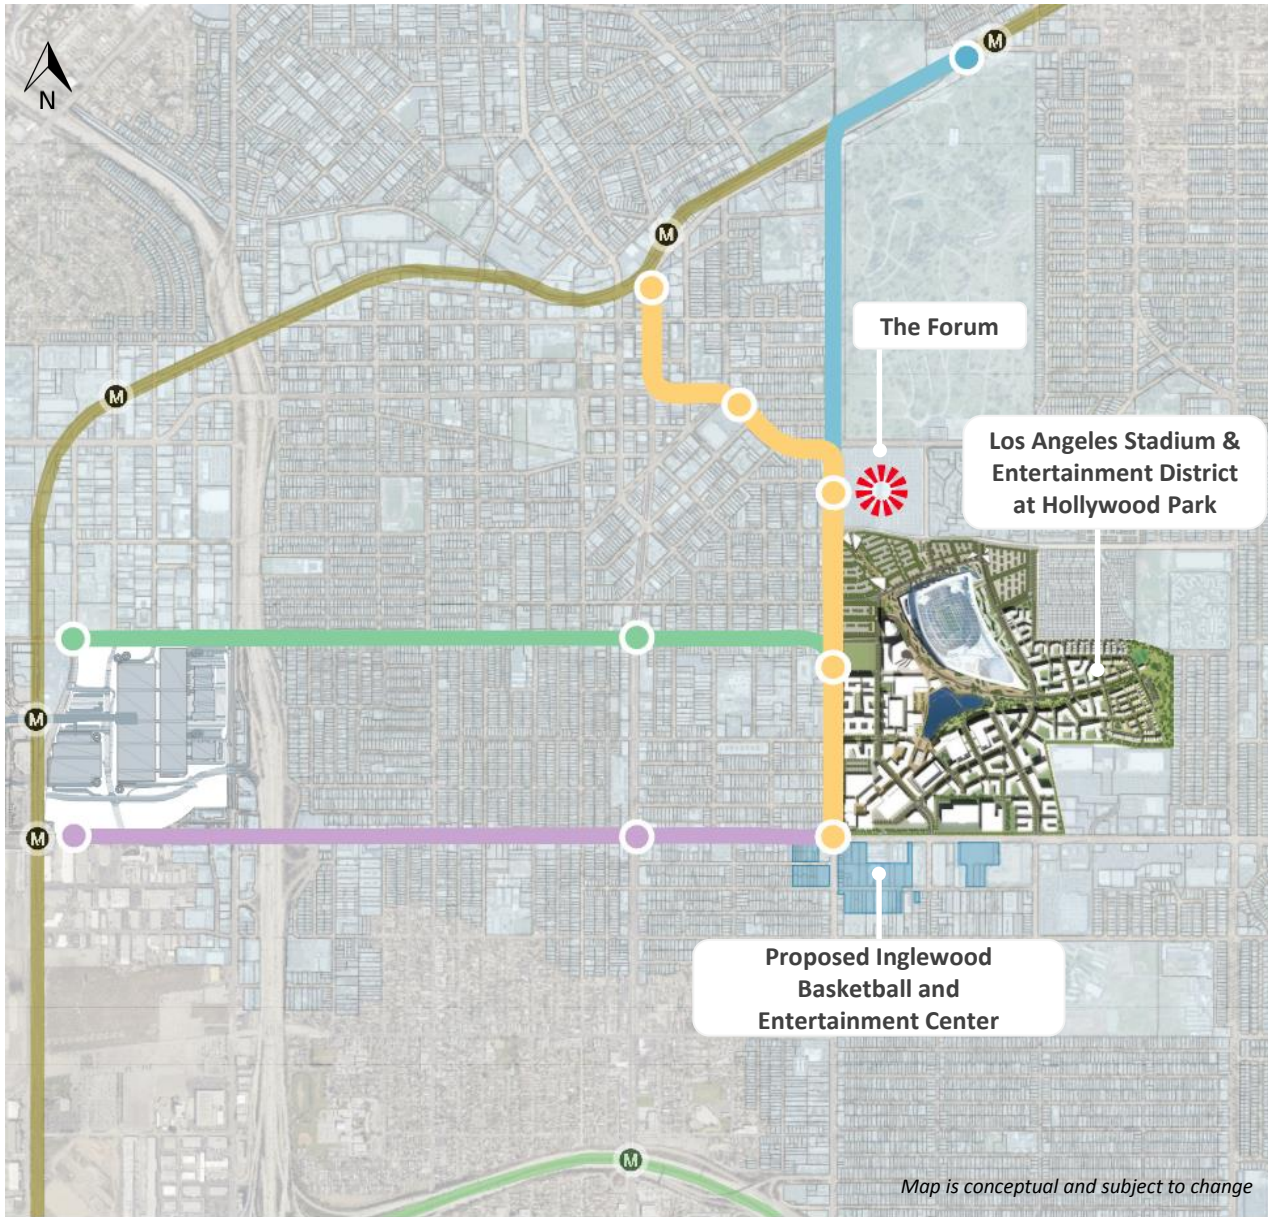 M
N
M
The Forum
M
Los Angeles Stadium &
Entertainment District
at Hollywood Park
M
M
Proposed Inglewood
Basketball and
Entertainment Center
M
Map is conceptual and subject to change